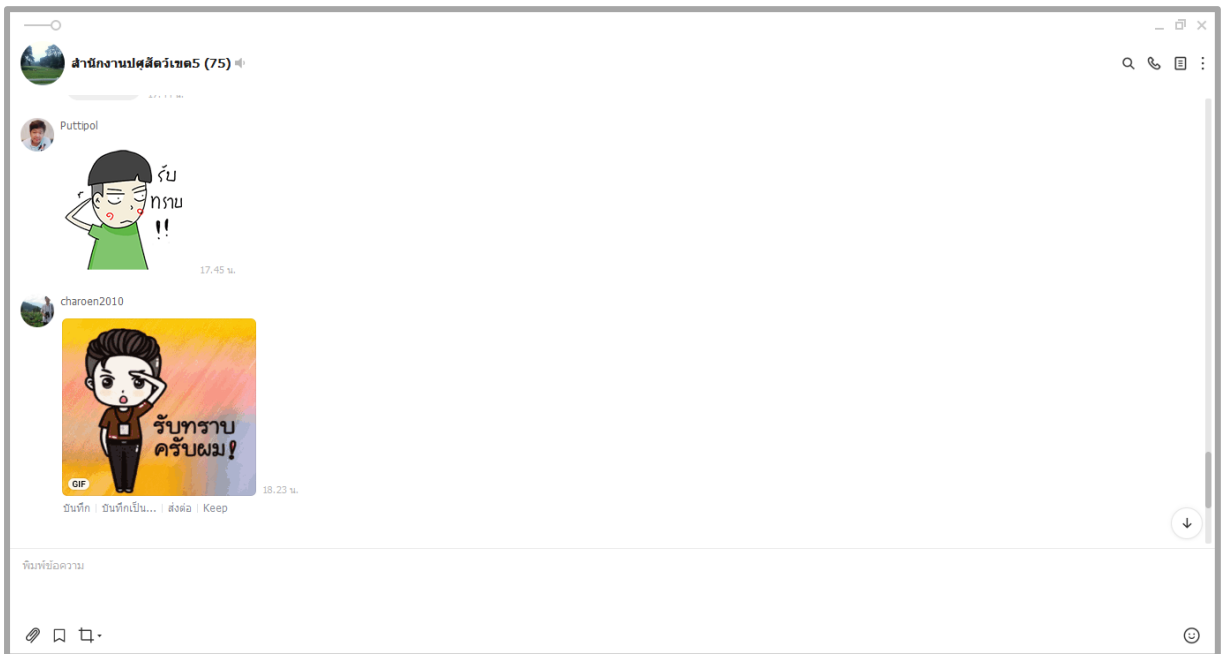 สำนักงานปศุสัตว์เขต5 (75)
Puttipol
รับ
ทราบ
!!
17.45 น.
charoen2010
รับทราบ
ครับผม!
GIF
18.23 น.
บันทึก | บันทึกเป็น... | ส่งต่อ | Keep
พิมพ์ข้อความ